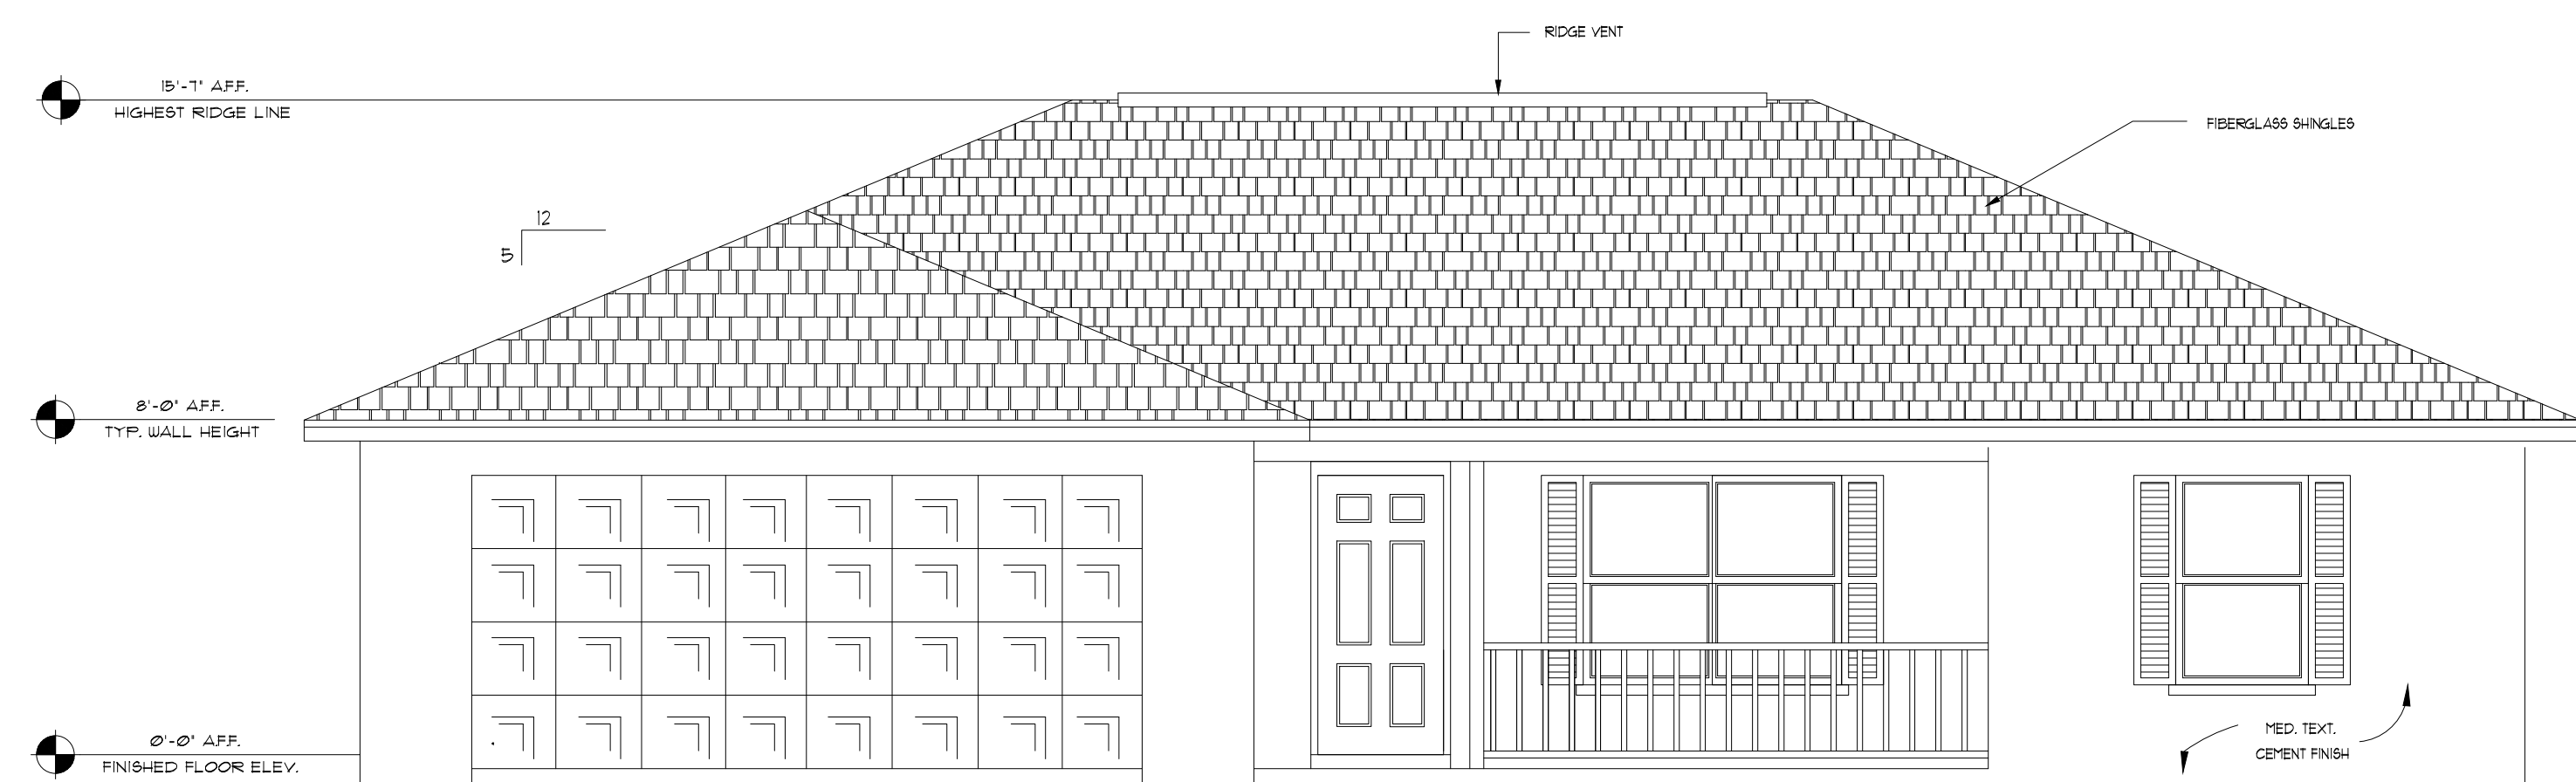 RIDGE VENT
15'-7" A.F.F.
HIGHEST RIDGE LINE
FIBERGLASS SHINGLES
12
5
8'-0" A.F.F.
TYP. WALL HEIGHT
0'-0" A.F.F.
FINISHED FLOOR ELEV.
MED. TEXT.
CEMENT FINISH